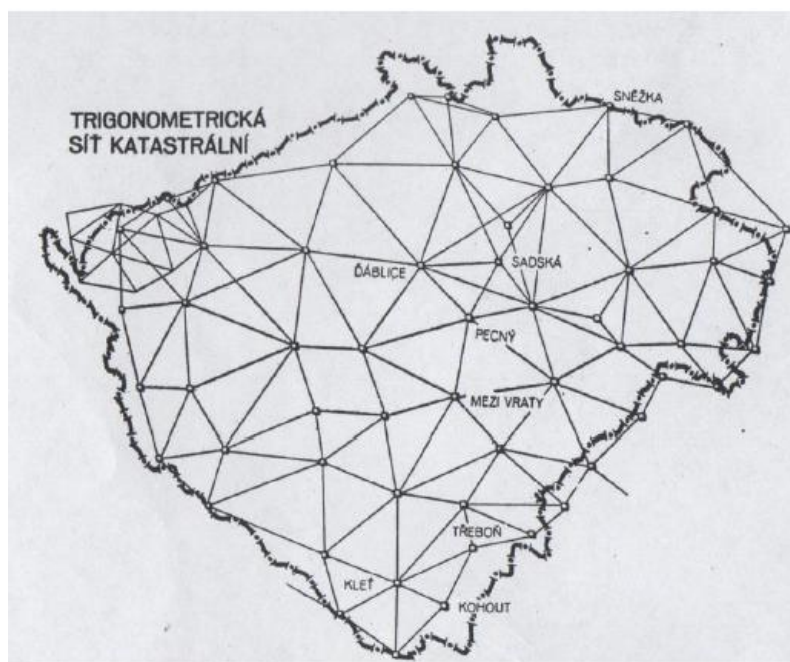 TRIGONOMETRICKÁ
SÍŤ KATASTRÁLNÍ
SNĚŽKA
ĎÁBLICE
SADSKÁ
PECNÝ
MEZI VRATY
TŘEBOŇ
KLEŤ
KOHOUT